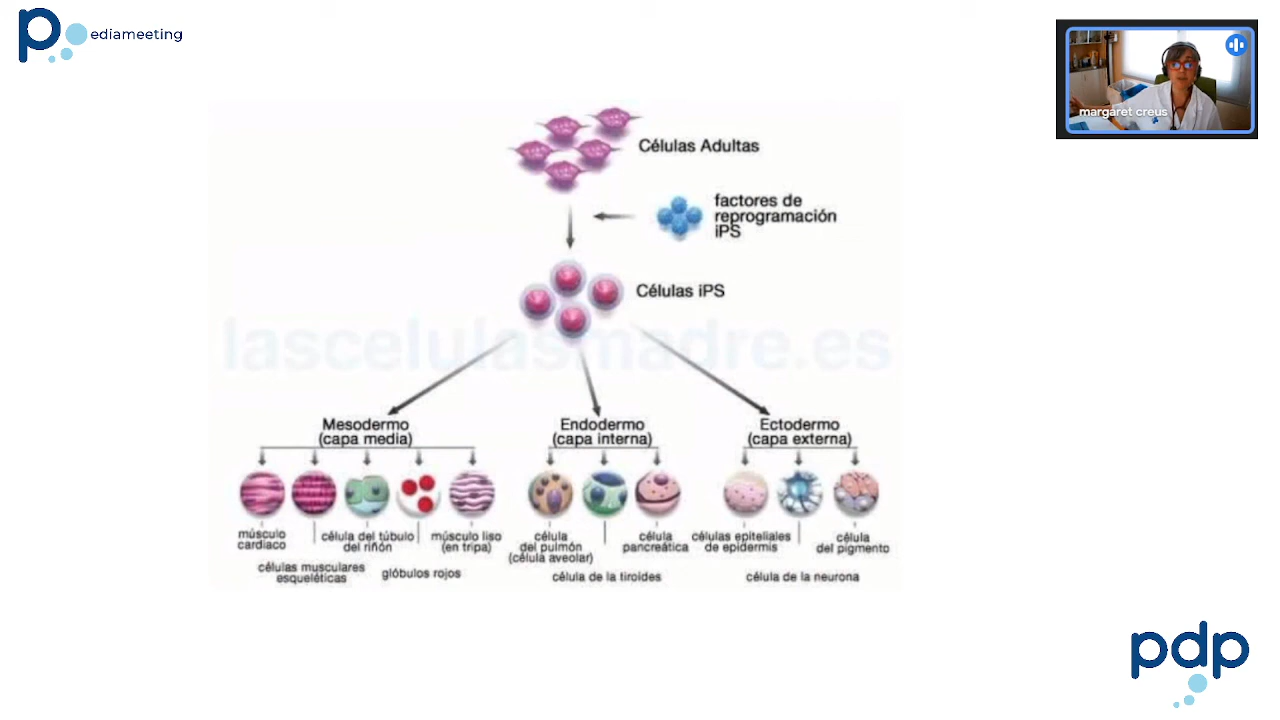 pediameeting
margaret creus
Células Adultas
factores de
reprogramación
iPS
Células iPS
lascelulasmadre.es
Mesodermo
(capa media)
Endodermo
(capa interna)
Ectodermo
(capa externa)
músculo
cardiaco
célula del túbulo
del riñón
músculo liso
(en tripa)
células musculares
esqueléticas
glóbulos rojos
célula
del pulmón
(célula aveolar)
célula
pancreática
célula de la tiroides
células epiteliales
de epidermis
célula
del pigmento
célula de la neurona
pdp